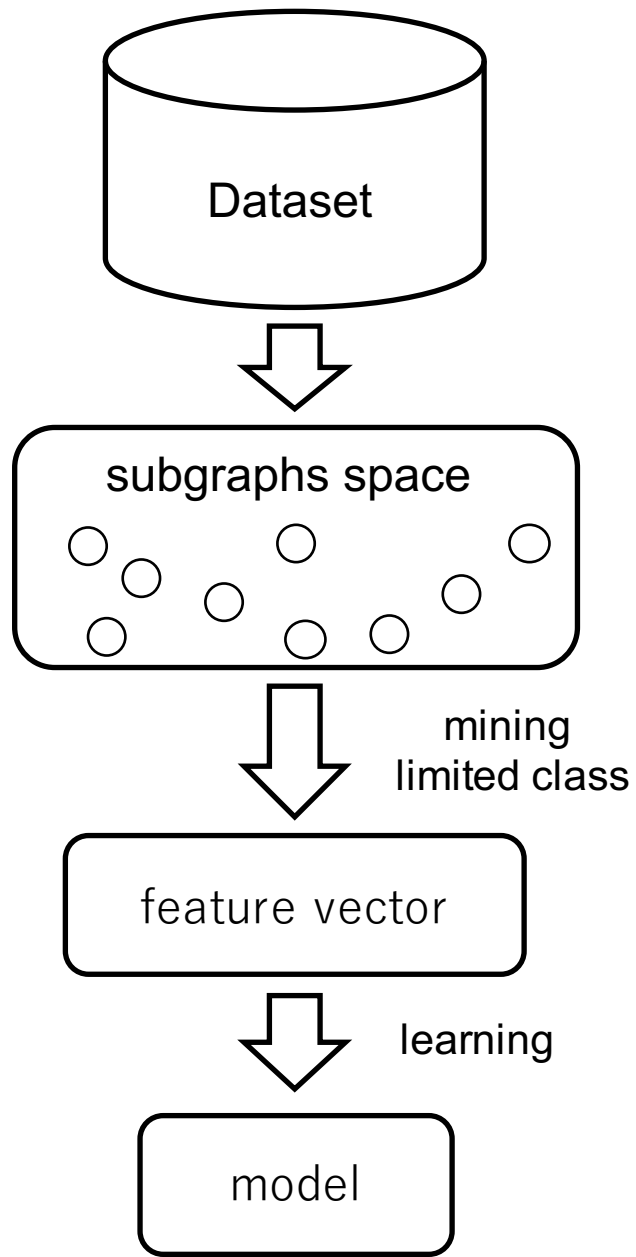 Dataset
subgraphs space
mining
limited class
feature vector
learning
model